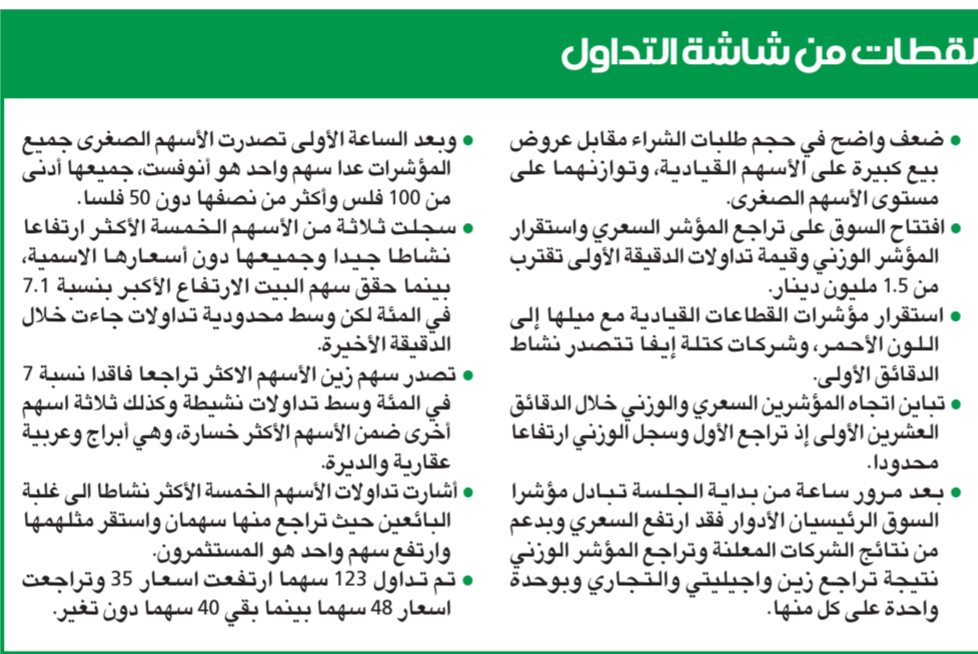 لقطات من شاشة التداول
• ضعف واضح في حجم طلبات الشراء مقابل عروض
بيع كبيرة على الأسهم القيادية، وتوازنهما على
مستوى الأسهم الصغرى.
• افتتاح السوق على تراجع المؤشر السعري واستقرار
المؤشر الوزني وقيمة تداولات الدقيقة الأولى تقترب
من 1.5 مليون دينار.
• استقرار مؤشرات القطاعات القيادية مع ميلها إلى
اللون الأحمر، وشركات كتلة إيفا تتصدر نشاط
الدقائق الأولى.
• تباين اتجاه المؤشرين السعري والوزني خلال الدقائق
العشرين الأولى إذ تراجع الأول وسجل الوزني ارتفاعا
محدودا.
• بعد مرور ساعة من بداية الجلسة تبادل مؤشرا
السوق الرئيسيان الأدوار فقد ارتفع السعري وبدعم
من نتائج الشركات المعلنة وتراجع المؤشر الوزني
نتيجة تراجع زين واجيليتي والتجاري وبوحدة
واحدة على كل منها.
• وبعد الساعة الأولى تصدرت الأسهم الصغرى جميع
المؤشرات عدا سهم واحد هو أنوفست، جميعها أدنى
من 100 فلس وأكثر من نصفها دون 50 فلسا.
• سجلت ثلاثة من الأسهم الخمسة الأكثر ارتفاعا
نشاطا جيدا وجميعها دون أسعارها الاسمية،
بينما حقق سهم البيت الارتفاع الأكبر بنسبة 7.1
في المئة لكن وسط محدودية تداولات جاءت خلال
الدقيقة الأخيرة.
• تصدر سهم زين الأسهم الاكثر تراجعا فاقدا نسبة 7
في المئة وسط تداولات نشيطة وكذلك ثلاثة اسهم
أخرى ضمن الأسهم الأكثر خسارة، وهي أبراج وعربية
عقارية والديرة.
• أشارت تداولات الأسهم الخمسة الأكثر نشاطا الى غلبة
البائعين حيث تراجع منها سهمان واستقر مثلهمها
وارتفع سهم واحد هو المستثمرون.
• تم تداول 123 سهما ارتفعت اسعار 35 وتراجعت
اسعار 48 سهما بينما بقي 40 سهما دون تغير.